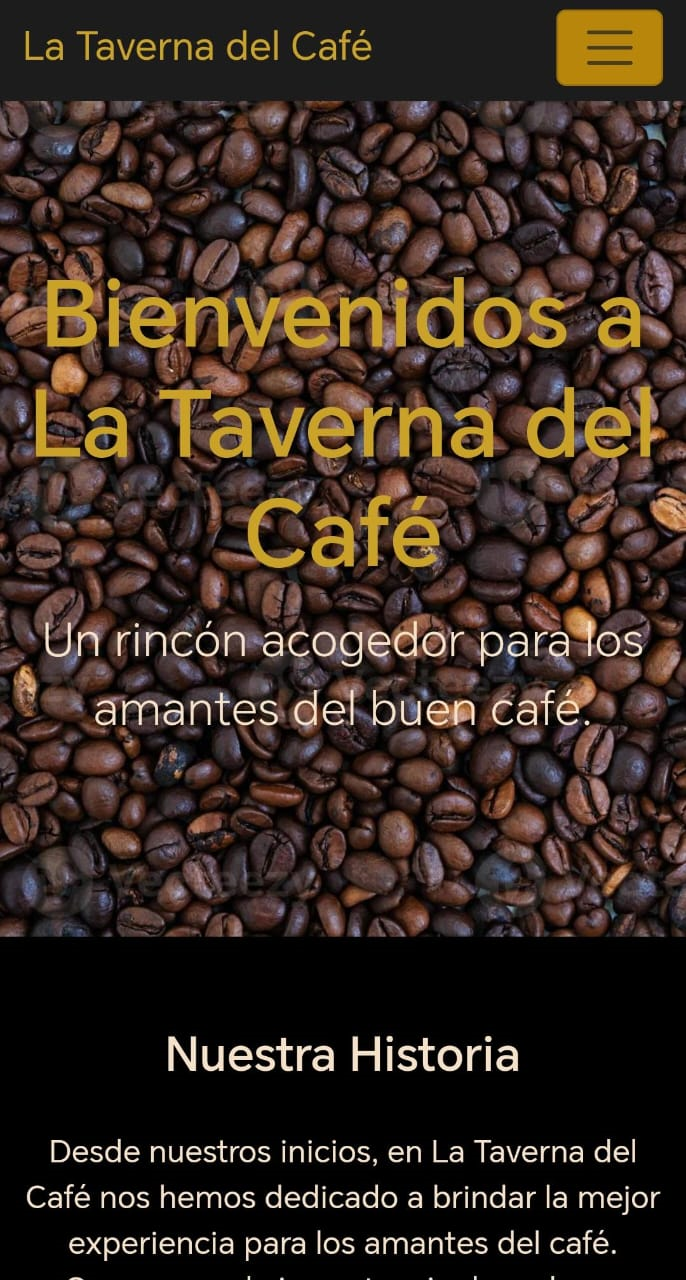 La Taverna del Café
Bienvenidos a
La Taverna del
Café
Un rincón acogedor para los
amantes del buen café.
Vecteezy
Vecteezy
Nuestra Historia
Desde nuestros inicios, en La Taverna del
Café nos hemos dedicado a brindar la mejor
experiencia para los amantes del café.